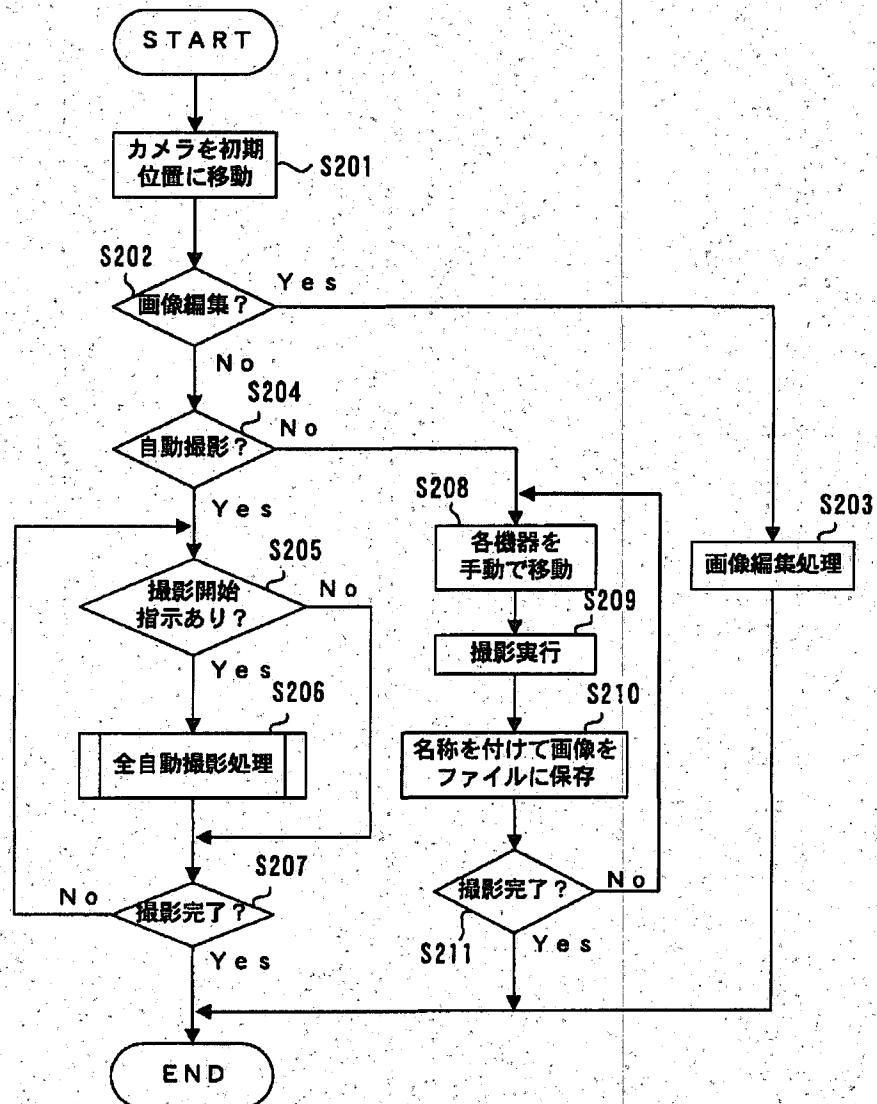 START
カメラを初期
位置に移動
S201
S202
画像編集？
Yes
No
S204
自動撮影？
No
Yes
S205
撮影開始
指示あり？
No
Yes
S206
全自動撮影処理
S207
撮影完了？
No
Yes
S208
各機器を
手動で移動
S209
撮影実行
S210
名称を付けて画像を
ファイルに保存
撮影完了？
No
S211
Yes
S203
画像編集処理
END